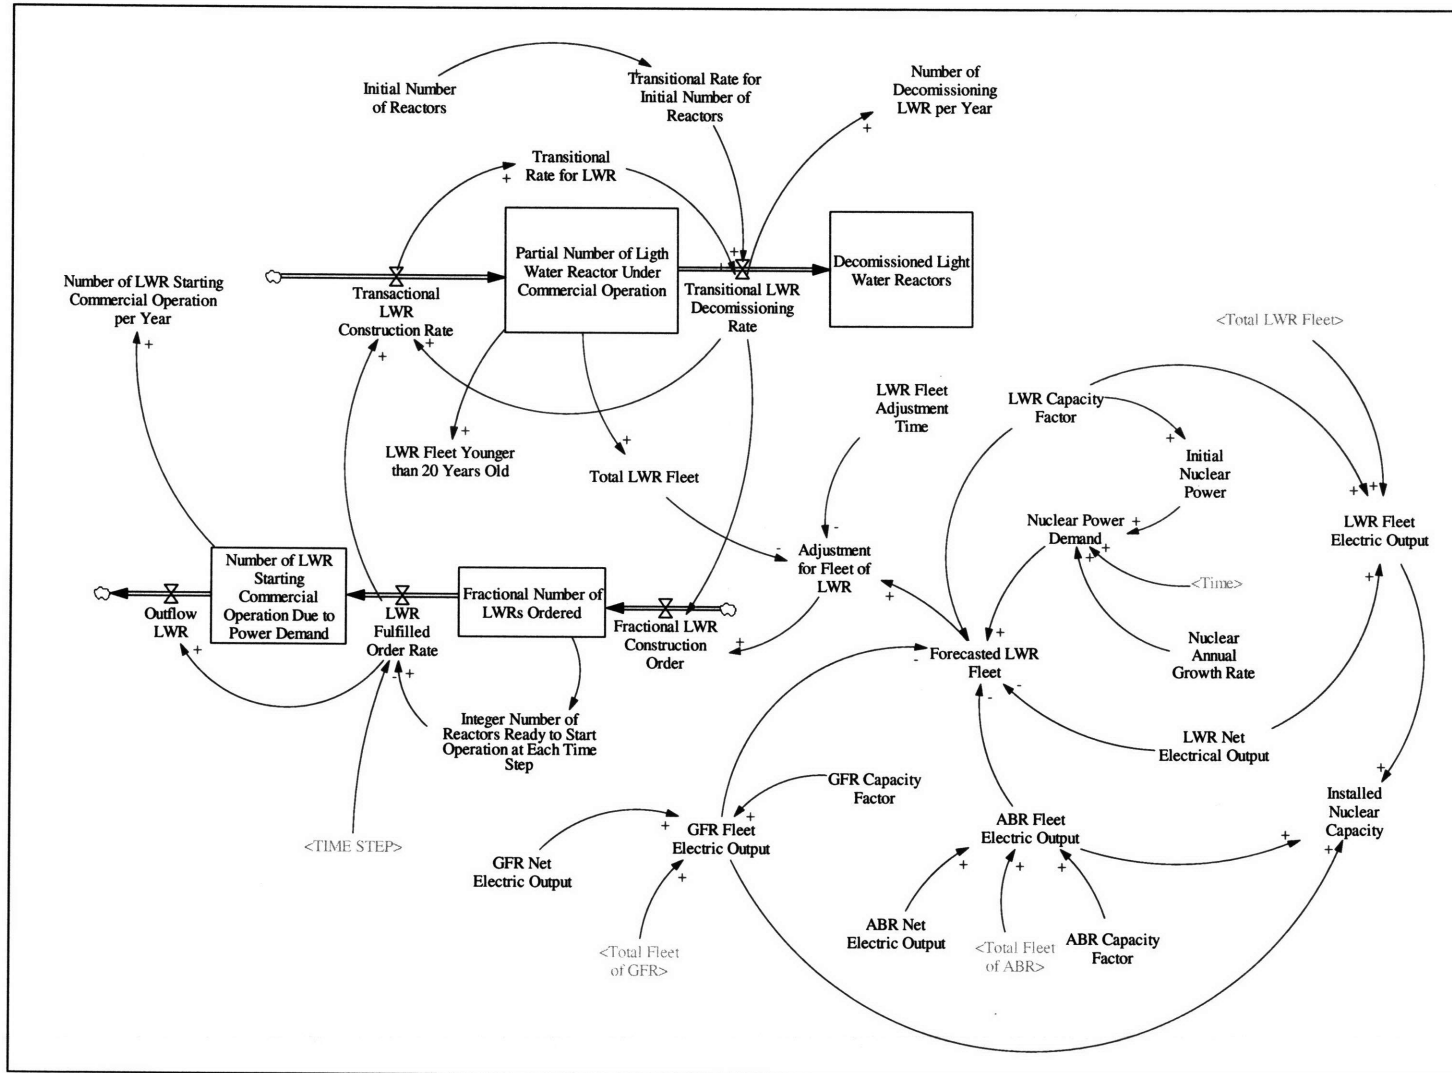 Initial Number
of Reactors
Transitional Rate for
Initial Number of
Reactors
Number of
Decomissioning
LWR per Year
Transitional
Rate for LWR
Partial Number of Ligth
Water Reactor Under
Commercial Operation
Decomissioned Light
Water Reactors
Number of LWR Starting
Commercial Operation
per Year
Transactional
LWR
Construction Rate
Transitional LWR
Decomissioning
Rate
<Total LWR Fleet>
LWR Fleet
Adjustment
Time
LWR Capacity
Factor
LWR Fleet Younger
than 20 Years Old
Total LWR Fleet
Initial
Nuclear
Power
Nuclear Power
Demand
LWR Fleet
Electric Output
Adjustment
for Fleet of
LWR
<Time>
Number of LWR
Starting
Commercial
Operation Due to
Power Demand
Fractional Number of
LWRs Ordered
Outflow
LWR
LWR
Fulfilled
Order Rate
Fractional LWR
Construction
Order
Forecasted LWR
Fleet
Nuclear
Annual
Growth Rate
Integer Number of
Reactors Ready to Start
Operation at Each Time
Step
LWR Net
Electrical Output
GFR Capacity
Factor
Installed
Nuclear
Capacity
<TIME STEP>
GFR Fleet
Electric Output
ABR Fleet
Electric Output
GFR Net
Electric Output
ABR Net
Electric Output
<Total Fleet
of GFR>
<Total Fleet
of ABR>
ABR Capacity
Factor